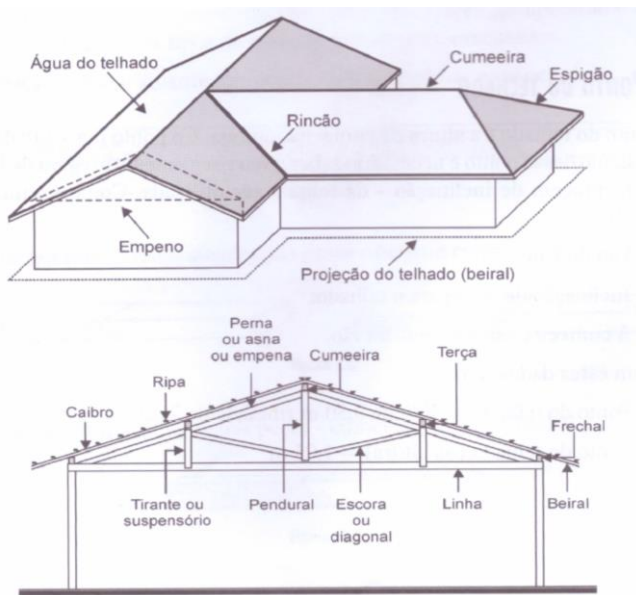 Água do telhado
Cumeeira
Espigão
Rincão
Empeno
Projeção do telhado (beiral)
Perna
ou asna
ou empena
Cumeeira
Terça
Ripa
Caibro
Frechal
Tirante ou
suspensório
Pendural
Escora
ou
diagonal
Linha
Beiral